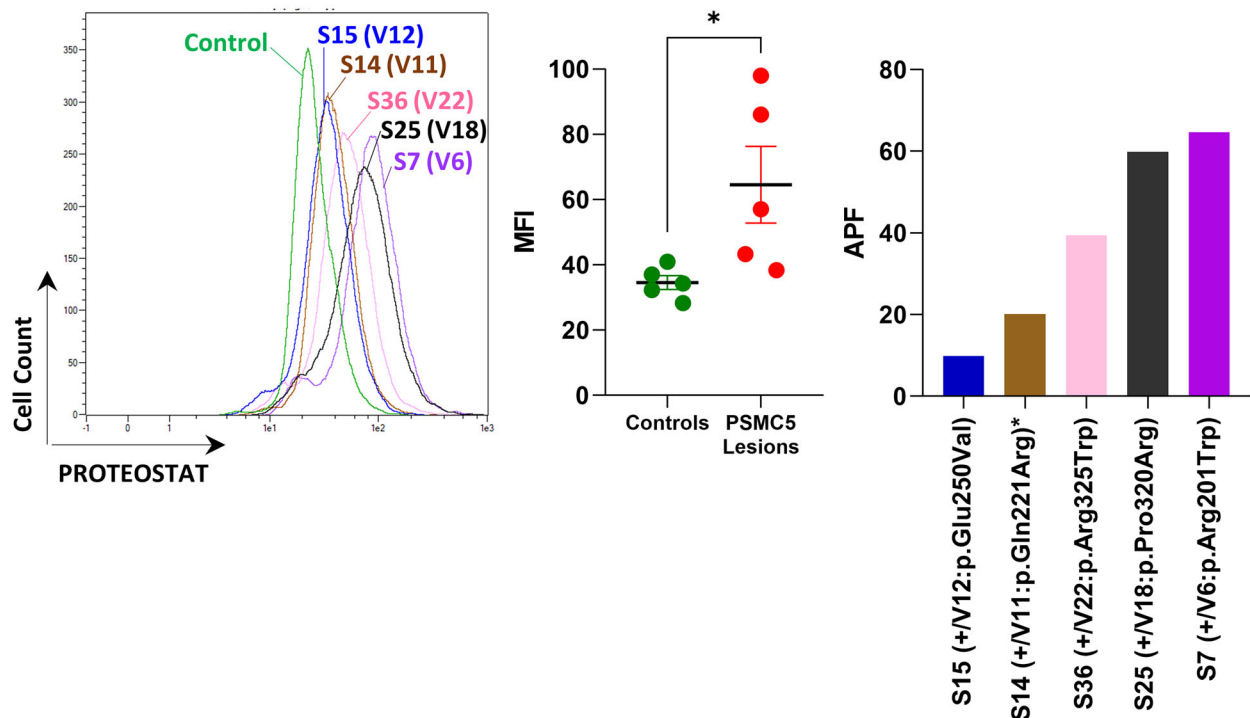 Control
S15 (V12)
S14 (V11)
S36 (V22)
S25 (V18)
S7 (V6)
350
300
250
200
150
100
50
0
-1 0 1 1e1 1e2 1e3
Cell Count
PROTEOSTAT
*
100
80
60
40
20
0
MFI
Controls
PSMC5
Lesions
80
60
40
20
0
APF
S15 (+/V12:p.Glu250Val)
S14 (+/V11:p.Gln221Arg)*
S36 (+/V22:p.Arg325Trp)
S25 (+/V18:p.Pro320Arg)
S7 (+/V6:p.Arg201Trp)